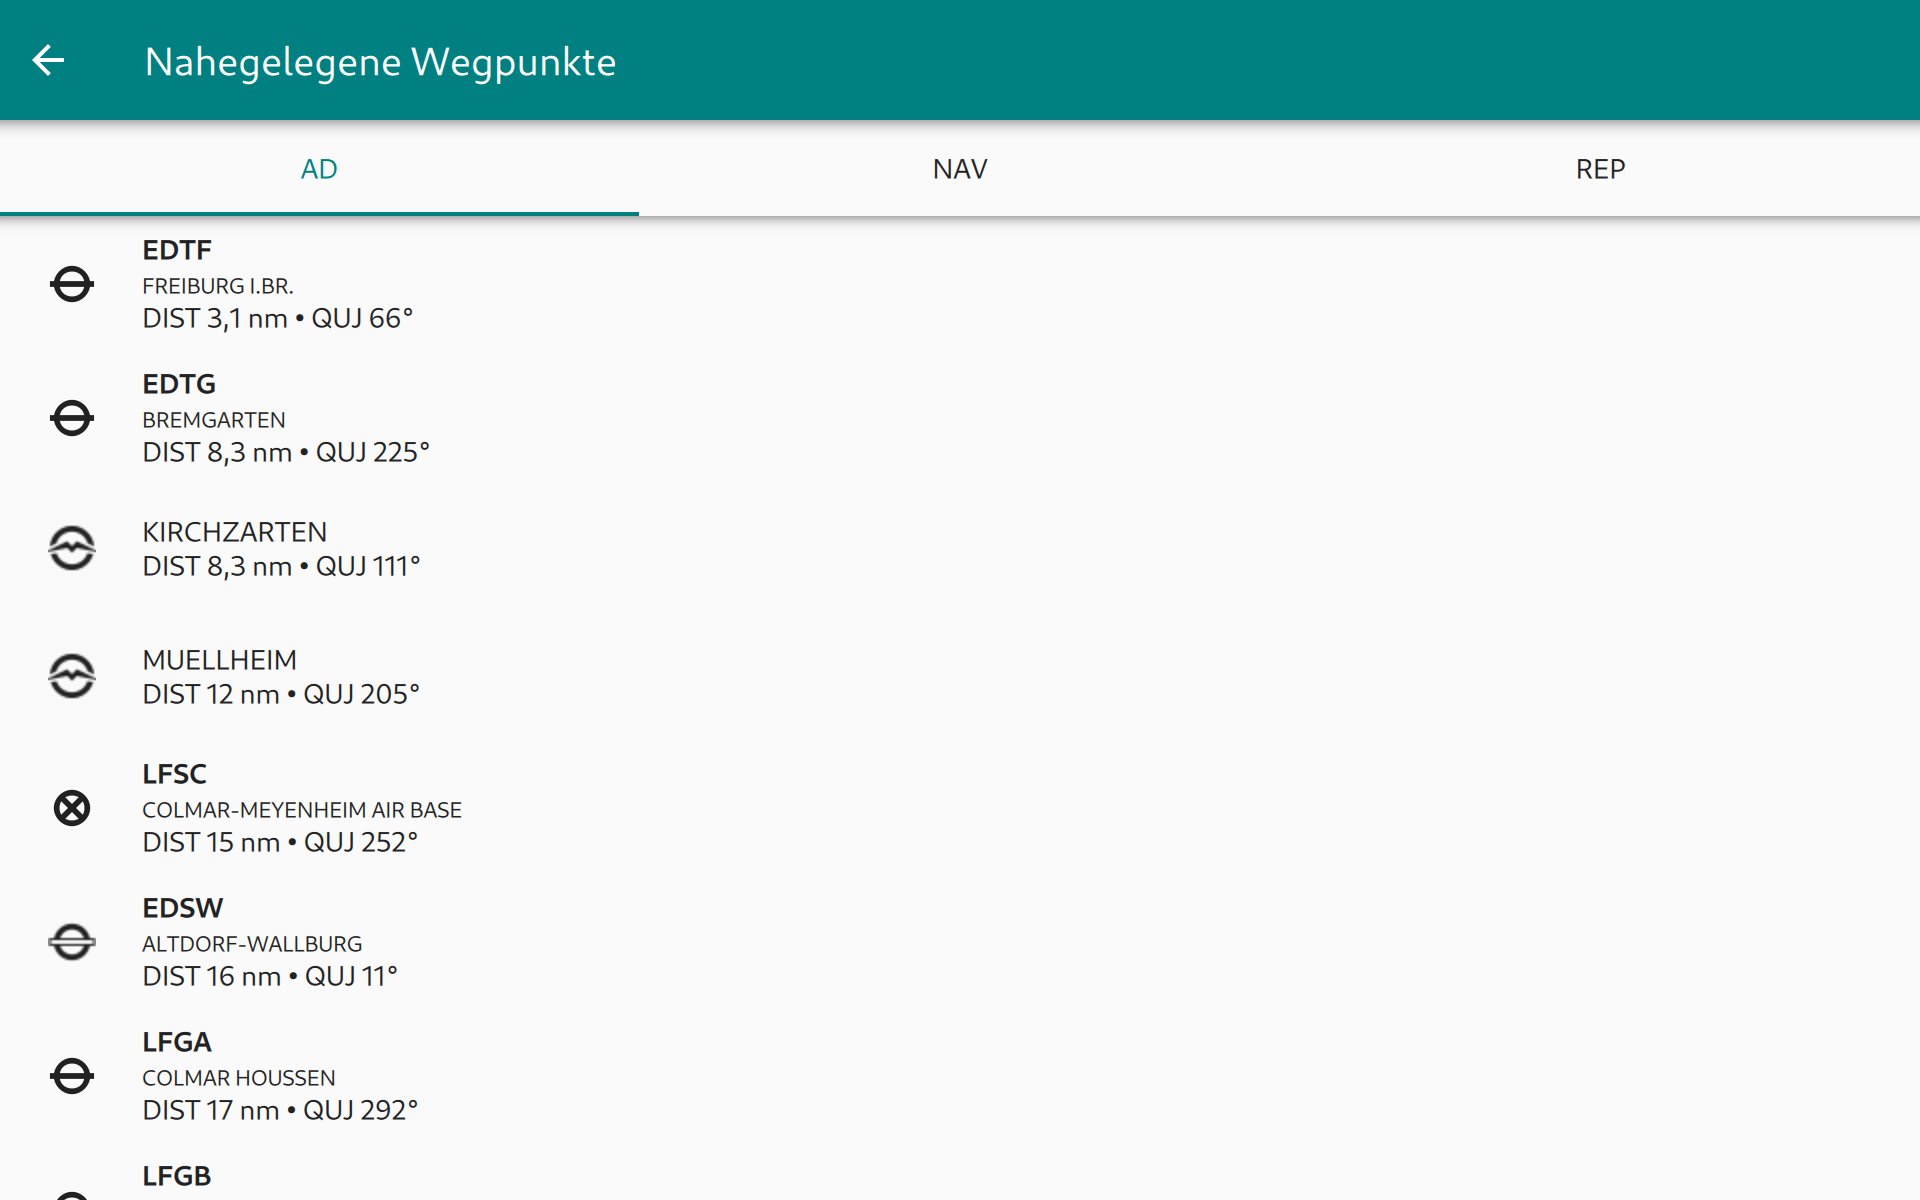 Nahegelegene Wegpunkte
AD
NAV
REP
EDTF
FREIBURG I.BR.
DIST 3,1 nm • QUJ 66°
EDTG
BREMGARTEN
DIST 8,3 nm • QUJ 225°
KIRCHZARTEN
DIST 8,3 nm • QUJ 111°
MUELLHEIM
DIST 12 nm • QUJ 205°
LFSC
COLMAR-MEYENHEIM AIR BASE
DIST 15 nm • QUJ 252°
EDSW
ALTDORF-WALLBURG
DIST 16 nm • QUJ 11°
LFGA
COLMAR HOUSSEN
DIST 17 nm • QUJ 292°
LFGB